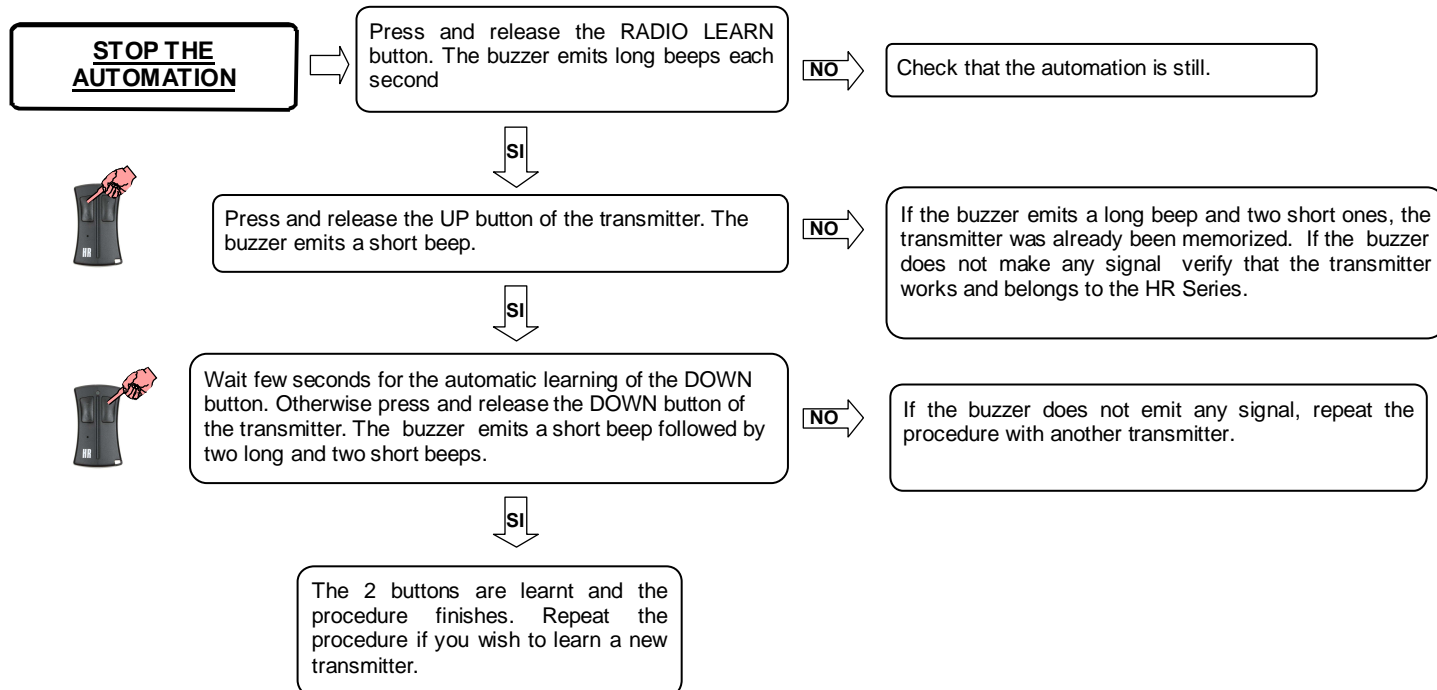 STOP THE
AUTOMATION
Press and release the RADIO LEARN
button. The buzzer emits long beeps each
second
NO
Check that the automation is still.
SI
Press and release the UP button of the transmitter. The
buzzer emits a short beep.
NO
If the buzzer emits a long beep and two short ones, the
transmitter was already been memorized. If the buzzer
does not make any signal verify that the transmitter
works and belongs to the HR Series.
HR
SI
Wait few seconds for the automatic learning of the DOWN
button. Otherwise press and release the DOWN button of
the transmitter. The buzzer emits a short beep followed by
two long and two short beeps.
NO
If the buzzer does not emit any signal, repeat the
procedure with another transmitter.
HR
SI
The 2 buttons are learnt and the
procedure finishes. Repeat the
procedure if you wish to learn a new
transmitter.